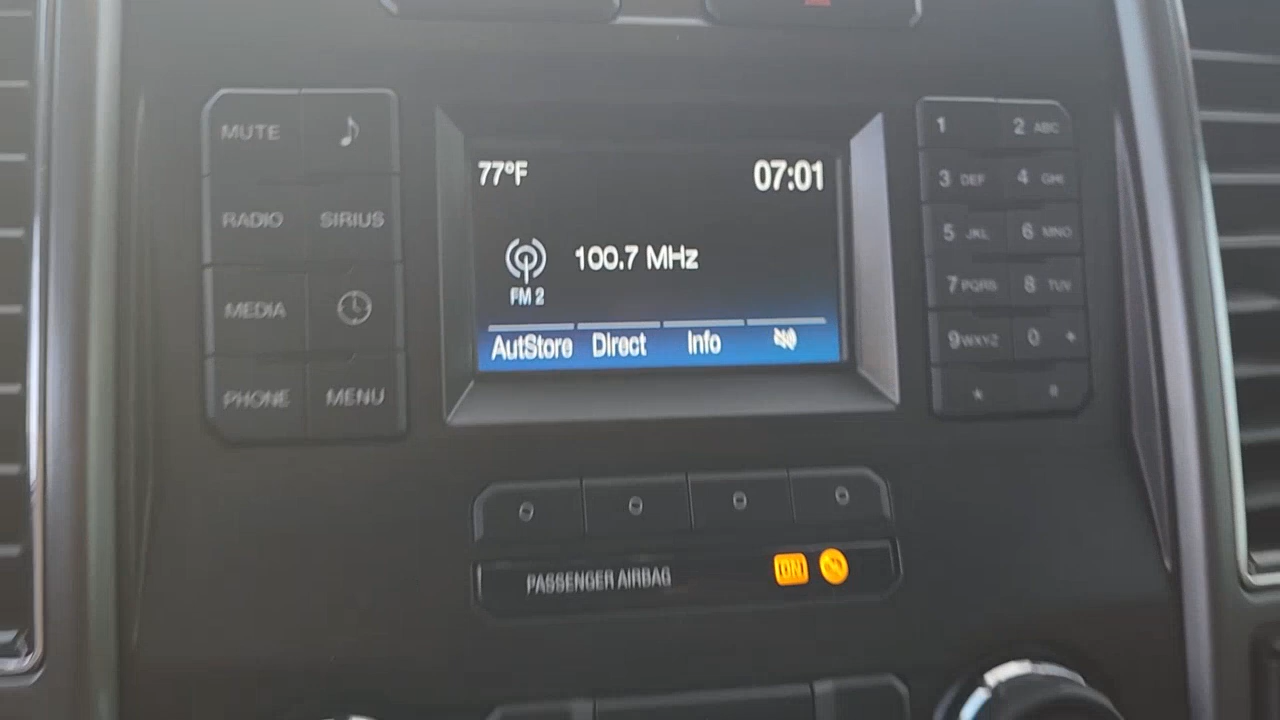 MUTE
RADIO SIRIUS
MEDIA
PHONE MENU
77°F 07:01
100.7 MHz
FM 2
AutStore Direct Info
1 2 ABC
3 DEF 4 GHI
5 JKL 6 MNO
7 PQRS 8 TUV
9 WXYZ 0 +
*
PASSENGER AIRBAG ON